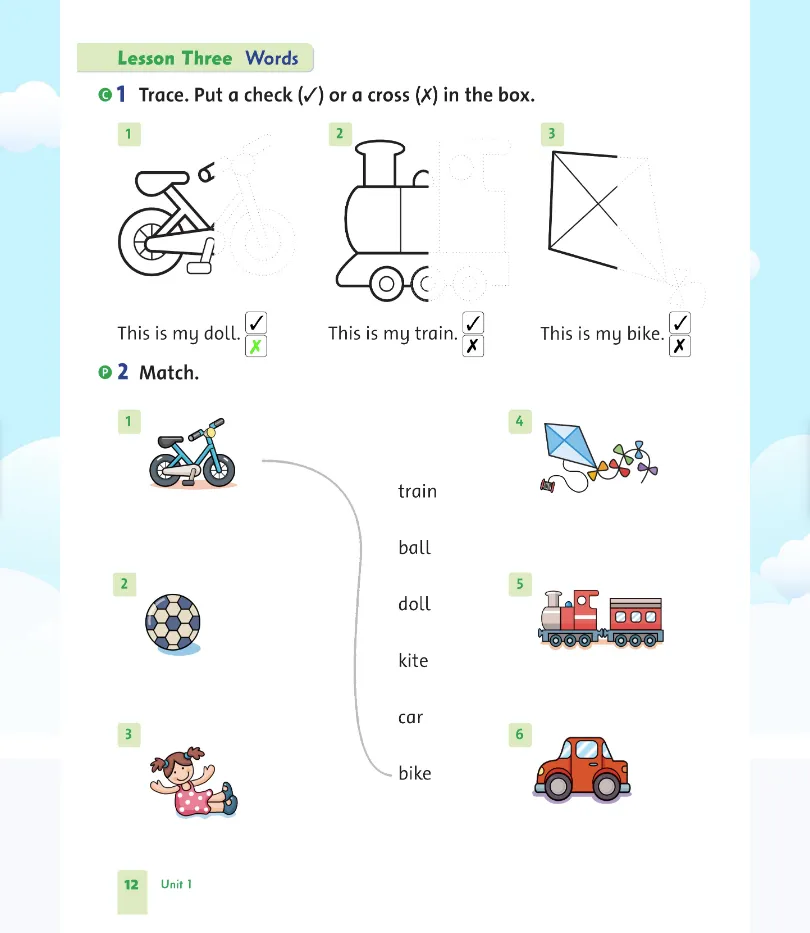 Lesson Three Words
C 1 Trace. Put a check (✓) or a cross (✗) in the box.
1
2
3
This is my doll. ✓ ✗
This is my train. ✓ ✗
This is my bike. ✓ ✗
P 2 Match.
1
4
train
ball
2
5
doll
kite
car
3
6
bike
12 Unit 1